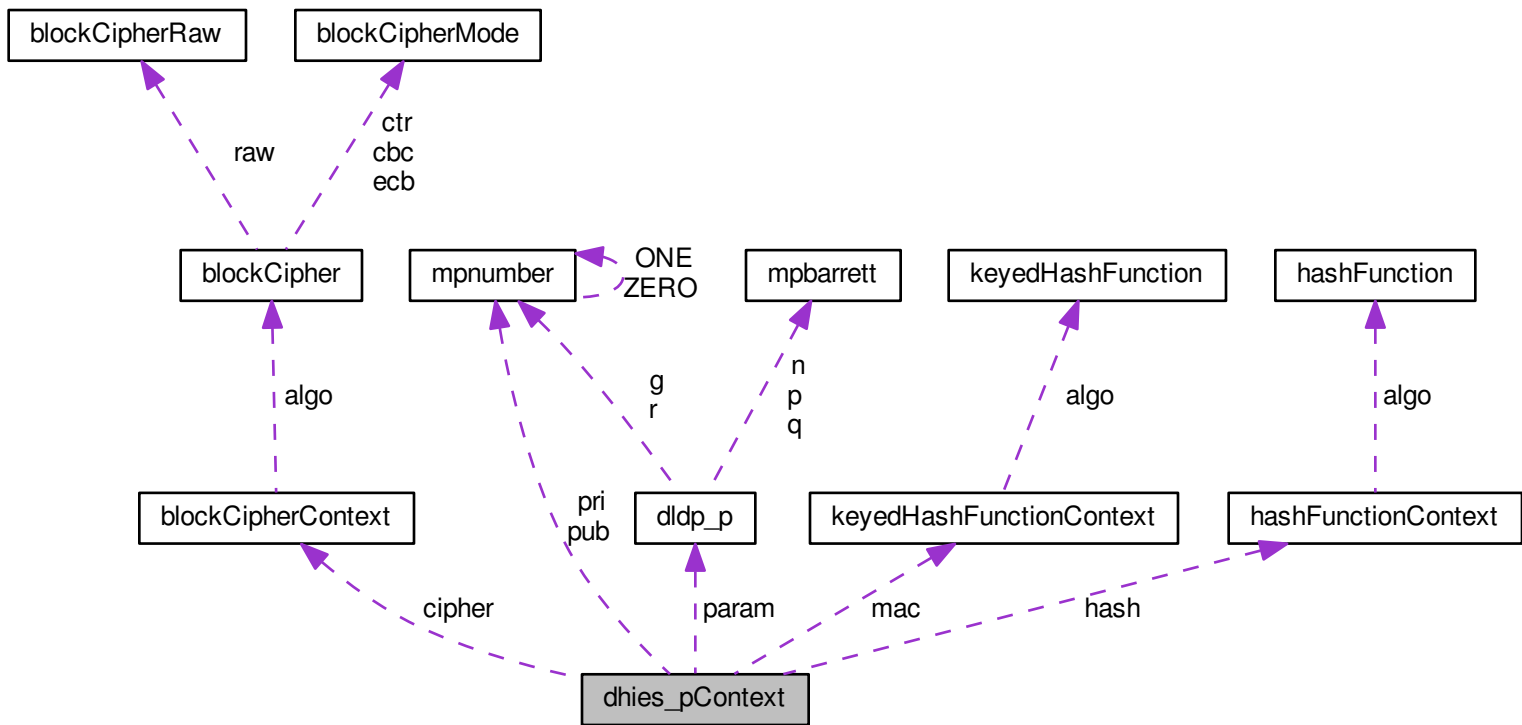 blockCipherRaw
blockCipherMode
raw
ctr
cbc
ecb
blockCipher
mpnumber
ONE
ZERO
mpbarrett
keyedHashFunction
hashFunction
algo
g
r
n
p
q
algo
algo
blockCipherContext
pri
pub
dldp_p
keyedHashFunctionContext
hashFunctionContext
cipher
param
mac
hash
dhies_pContext